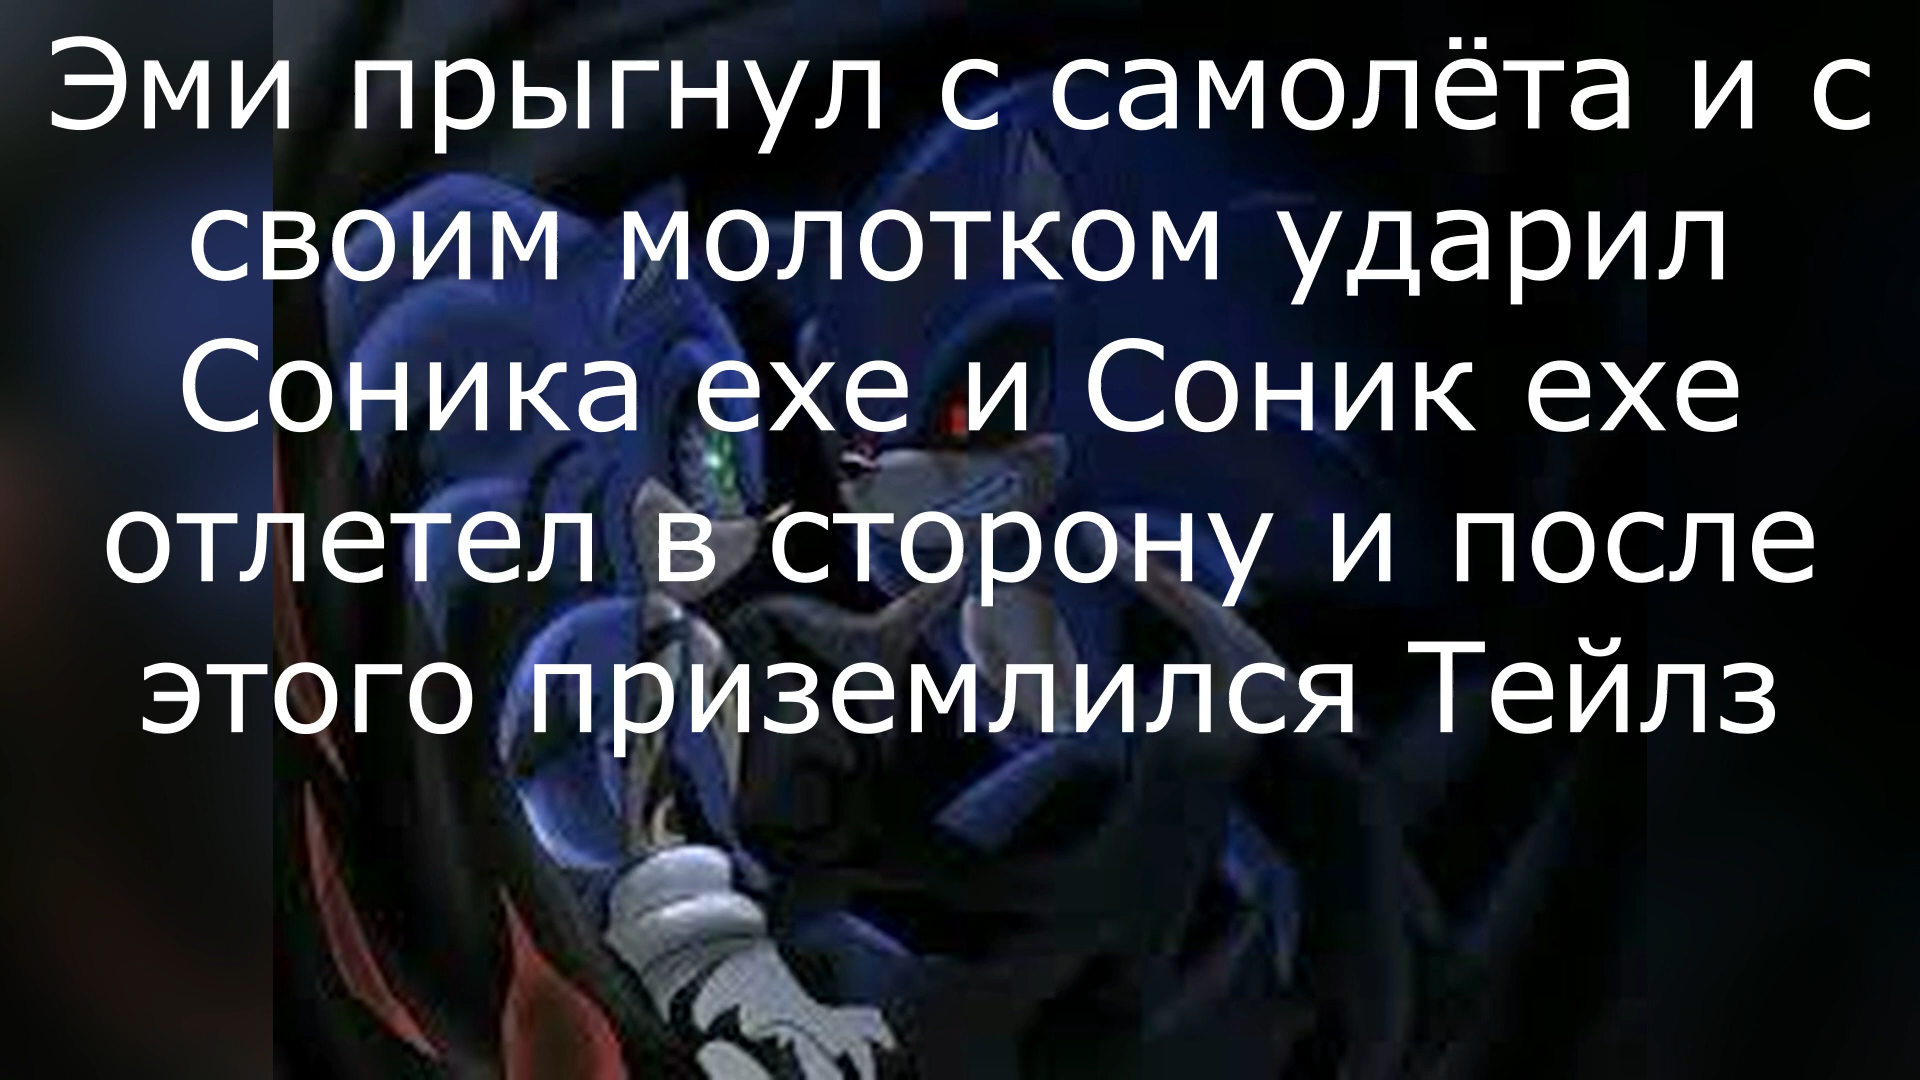 Эми прыгнул с самолёта и с
своим молотком ударил
Соника exe и Соник exe
отлетел в сторону и после
этого приземлился Тейлз